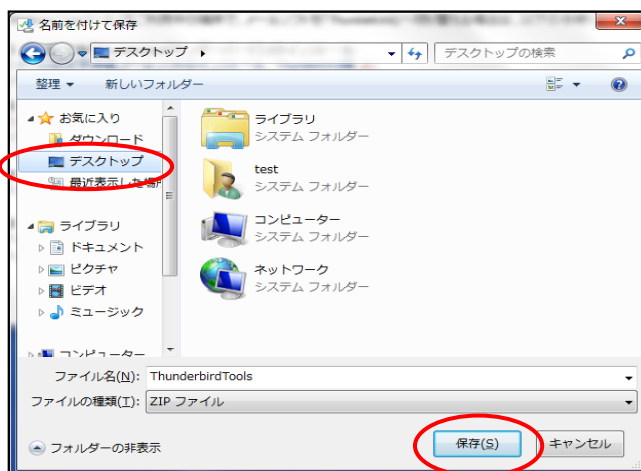 名前を付けて保存
デスクトップ
デスクトップの検索
整理
新しいフォルダー
お気に入り
ダウンロード
デスクトップ
最近表示した場所
ライブラリ
ドキュメント
ピクチャ
ビデオ
ミュージック
コンピューター
ライブラリ
システム フォルダー
test
システム フォルダー
コンピューター
システム フォルダー
ネットワーク
システム フォルダー
ファイル名(N): ThunderbirdTools
ファイルの種類(T): ZIP ファイル
フォルダーの非表示
保存(S)
キャンセル